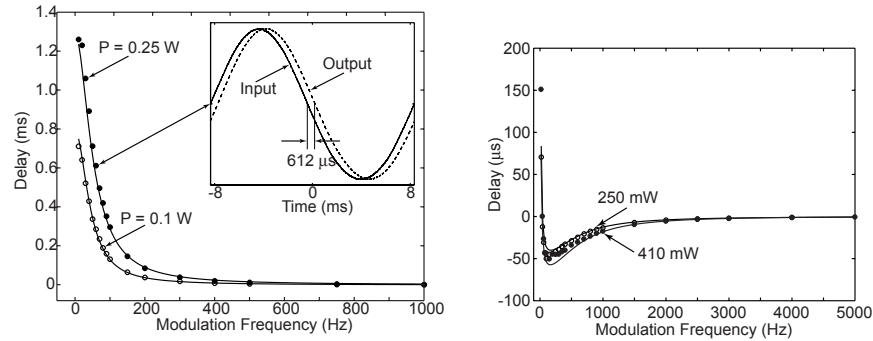 1.4
1.2
1.0
0.8
0.6
0.4
0.2
0
Delay (ms)
P = 0.25 W
P = 0.1 W
Input
Output
612 μs
-8
0
8
Time (ms)
0
200
400
600
800
1000
Modulation Frequency (Hz)
200
150
100
50
0
-50
-100
Delay (μs)
250 mW
410 mW
0
500
1000
1500
2000
2500
3000
4000
5000
Modulation Frequency (Hz)